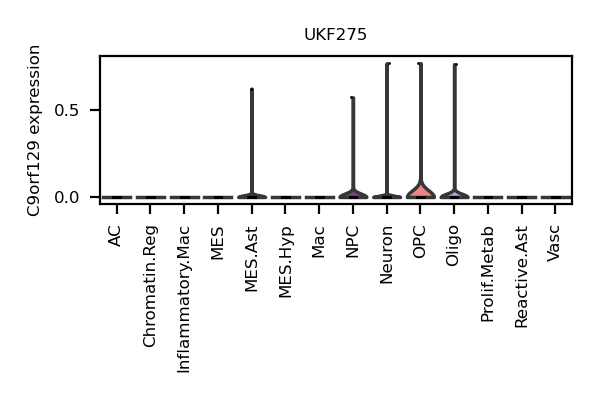 UKF275
C9orf129 expression
0.5
0.0
AC
Chromatin.Reg
Inflammatory.Mac
MES
MES.Ast
MES.Hyp
Mac
NPC
Neuron
OPC
Oligo
Prolif.Metab
Reactive.Ast
Vasc